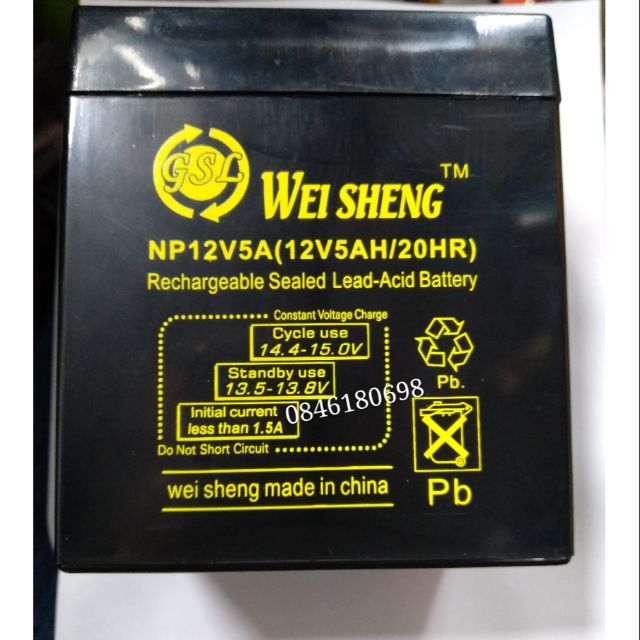 GSL WEI SHENG™
NP12V5A(12V5AH/20HR)
Rechargeable Sealed Lead-Acid Battery
Constant Voltage Charge
Cycle use
14.4-15.0V
Standby use
13.5-13.8V
Initial current
less than 1.5A
0846180698
Do Not Short Circuit
Pb.
Pb
wei sheng made in china